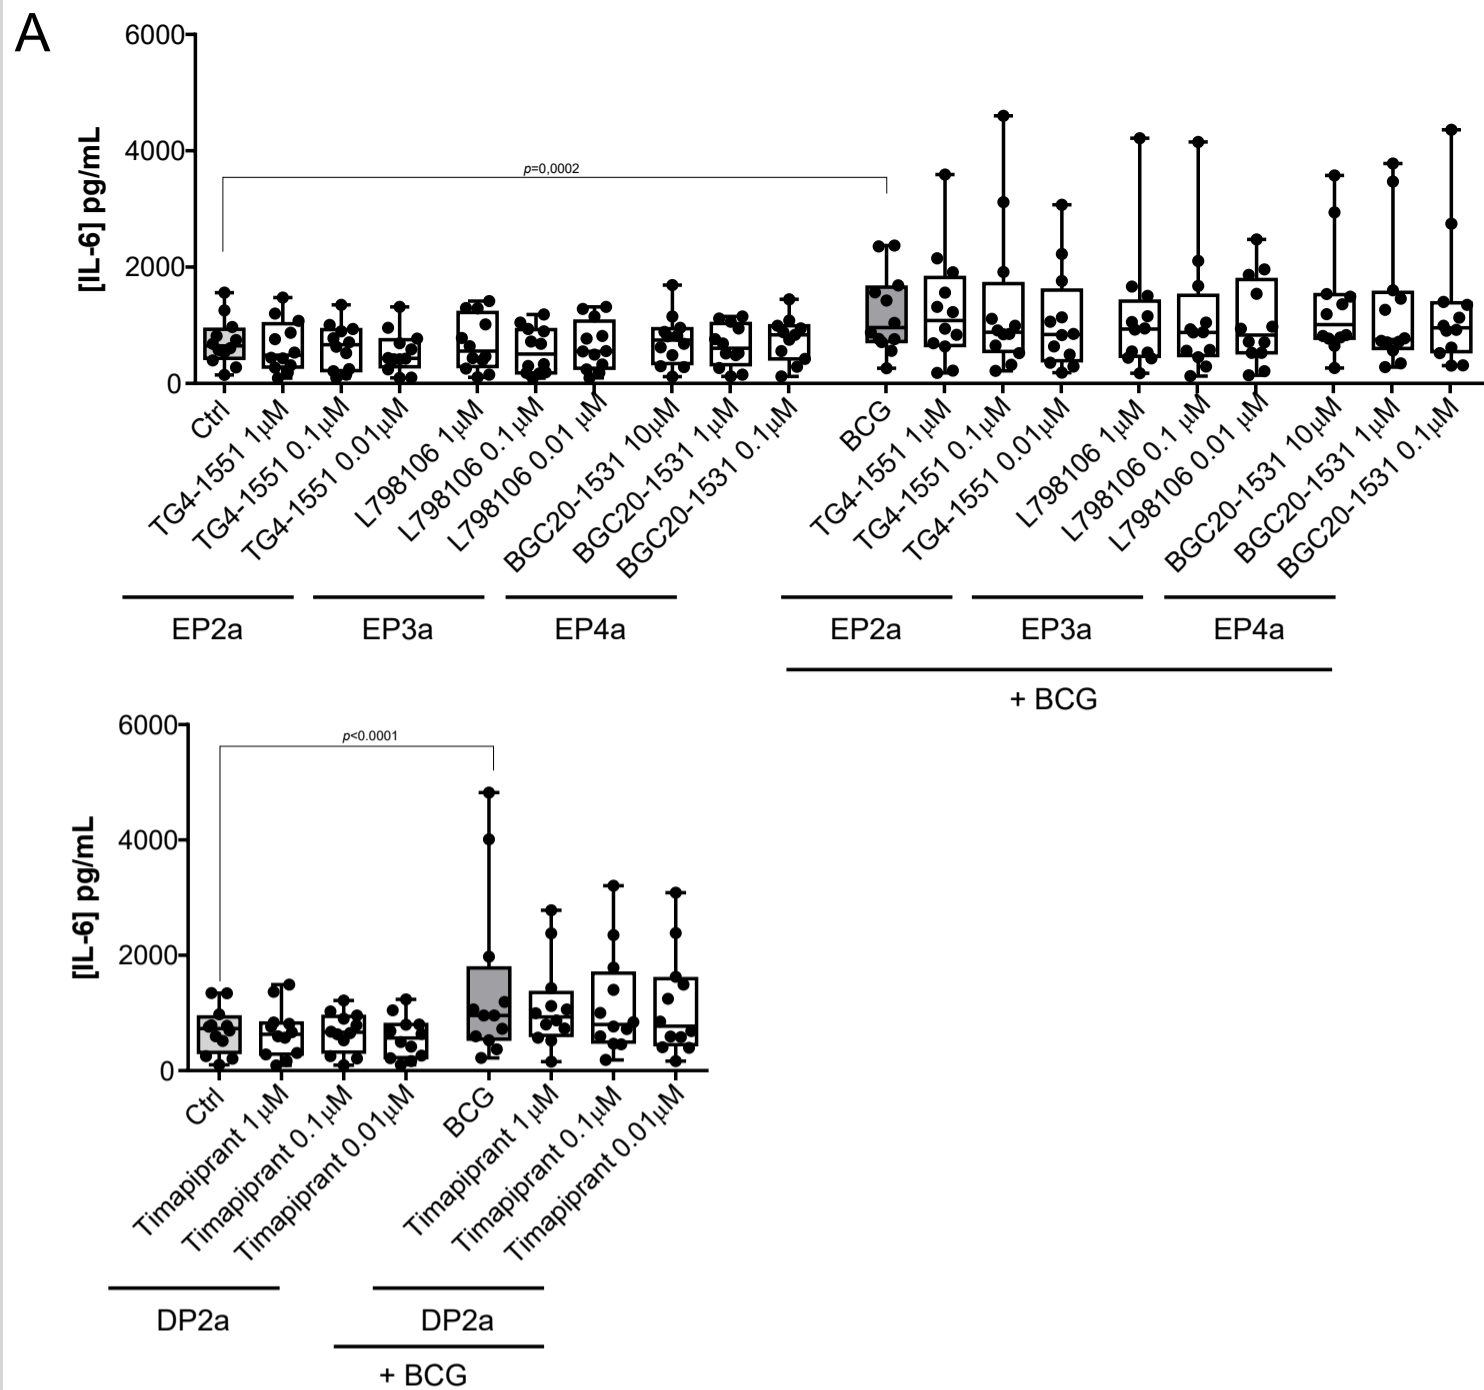 A
6000
4000
2000
0
[IL-6] pg/mL
p=0,0002
Ctrl
TG4-1551 1µM
TG4-1551 0.1µM
TG4-1551 0.01µM
L798106 1µM
L798106 0.1 µM
L798106 0.01 µM
BGC20-1531 10µM
BGC20-1531 1µM
BGC20-1531 0.1µM
BCG
TG4-1551 1µM
TG4-1551 0.1µM
TG4-1551 0.01µM
L798106 1µM
L798106 0.1 µM
L798106 0.01 µM
BGC20-1531 10µM
BGC20-1531 1µM
BGC20-1531 0.1µM
EP2a
EP3a
EP4a
EP2a
EP3a
EP4a
+ BCG
6000
4000
2000
0
[IL-6] pg/mL
p<0.0001
Ctrl
Timapiprant 1µM
Timapiprant 0.1µM
Timapiprant 0.01µM
BCG
Timapiprant 1µM
Timapiprant 0.1µM
Timapiprant 0.01µM
DP2a
DP2a
+ BCG